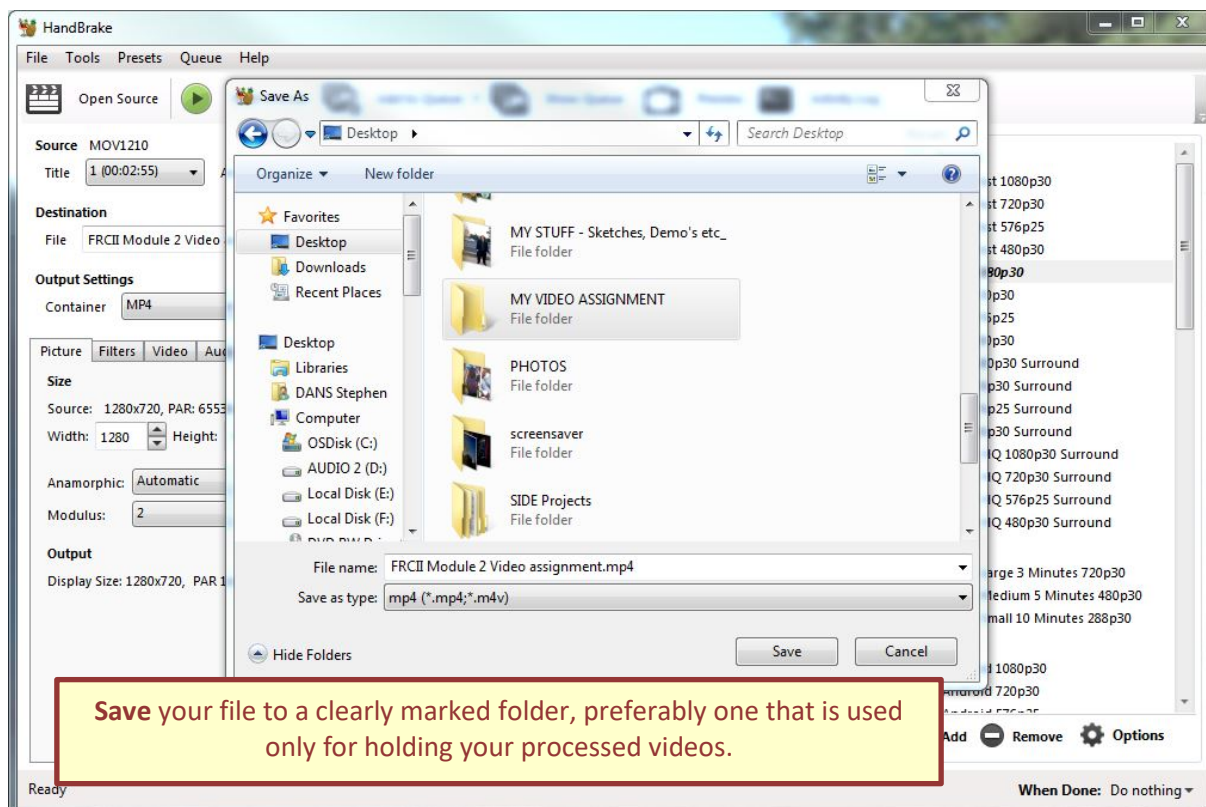 HandBrake
File Tools Presets Queue Help
Open Source
Source MOV1210
Title 1 (00:02:55)
Destination
File FRCII Module 2 Video
Output Settings
Container MP4
Picture Filters Video
Size
Source: 1280x720, PAR: 6553
Width: 1280 Height:
Anamorphic: Automatic
Modulus: 2
Output
Display Size: 1280x720, PAR 1
Save As
Desktop
Search Desktop
Organize New folder
Favorites
Desktop
Downloads
Recent Places
Desktop
Libraries
DANS Stephen
Computer
OSDisk (C:)
AUDIO 2 (D:)
Local Disk (E:)
Local Disk (F:)
MY STUFF - Sketches, Demo's etc_
File folder
MY VIDEO ASSIGNMENT
File folder
PHOTOS
File folder
screensaver
File folder
SIDE Projects
File folder
File name: FRCII Module 2 Video assignment.mp4
Save as type: mp4 (*.mp4;*.m4v)
Hide Folders
Save Cancel
st 1080p30
st 720p30
st 576p25
st 480p30
80p30
0p30
p25
0p30
0p30 Surround
p30 Surround
p25 Surround
p30 Surround
Q 1080p30 Surround
Q 720p30 Surround
Q 576p25 Surround
Q 480p30 Surround
arge 3 Minutes 720p30
edium 5 Minutes 480p30
mall 10 Minutes 288p30
d 1080p30
Android 720p30
Add Remove Options
Save your file to a clearly marked folder, preferably one that is used
only for holding your processed videos.
Ready
When Done: Do nothing